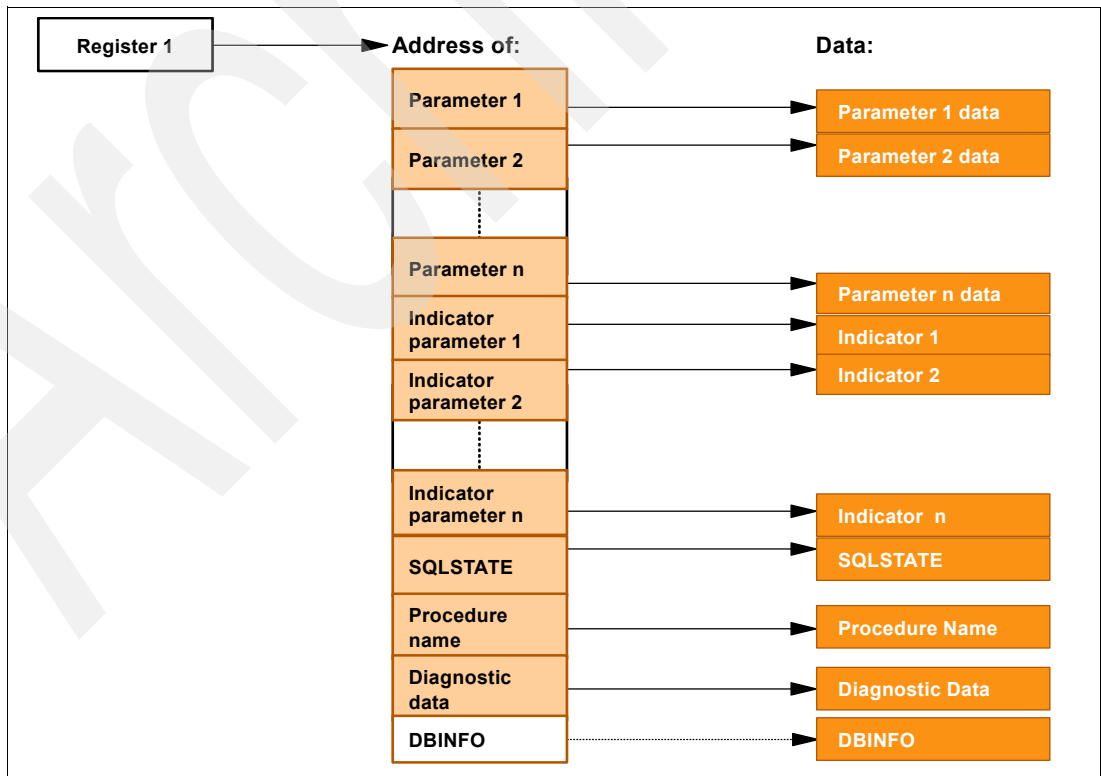 Register 1
Address of:
Data:
Parameter 1
Parameter 1 data
Parameter 2
Parameter 2 data
Parameter n
Parameter n data
Indicator
parameter 1
Indicator 1
Indicator
parameter 2
Indicator 2
Indicator
parameter n
Indicator  n
SQLSTATE
SQLSTATE
Procedure
name
Procedure Name
Diagnostic
data
Diagnostic Data
DBINFO
DBINFO